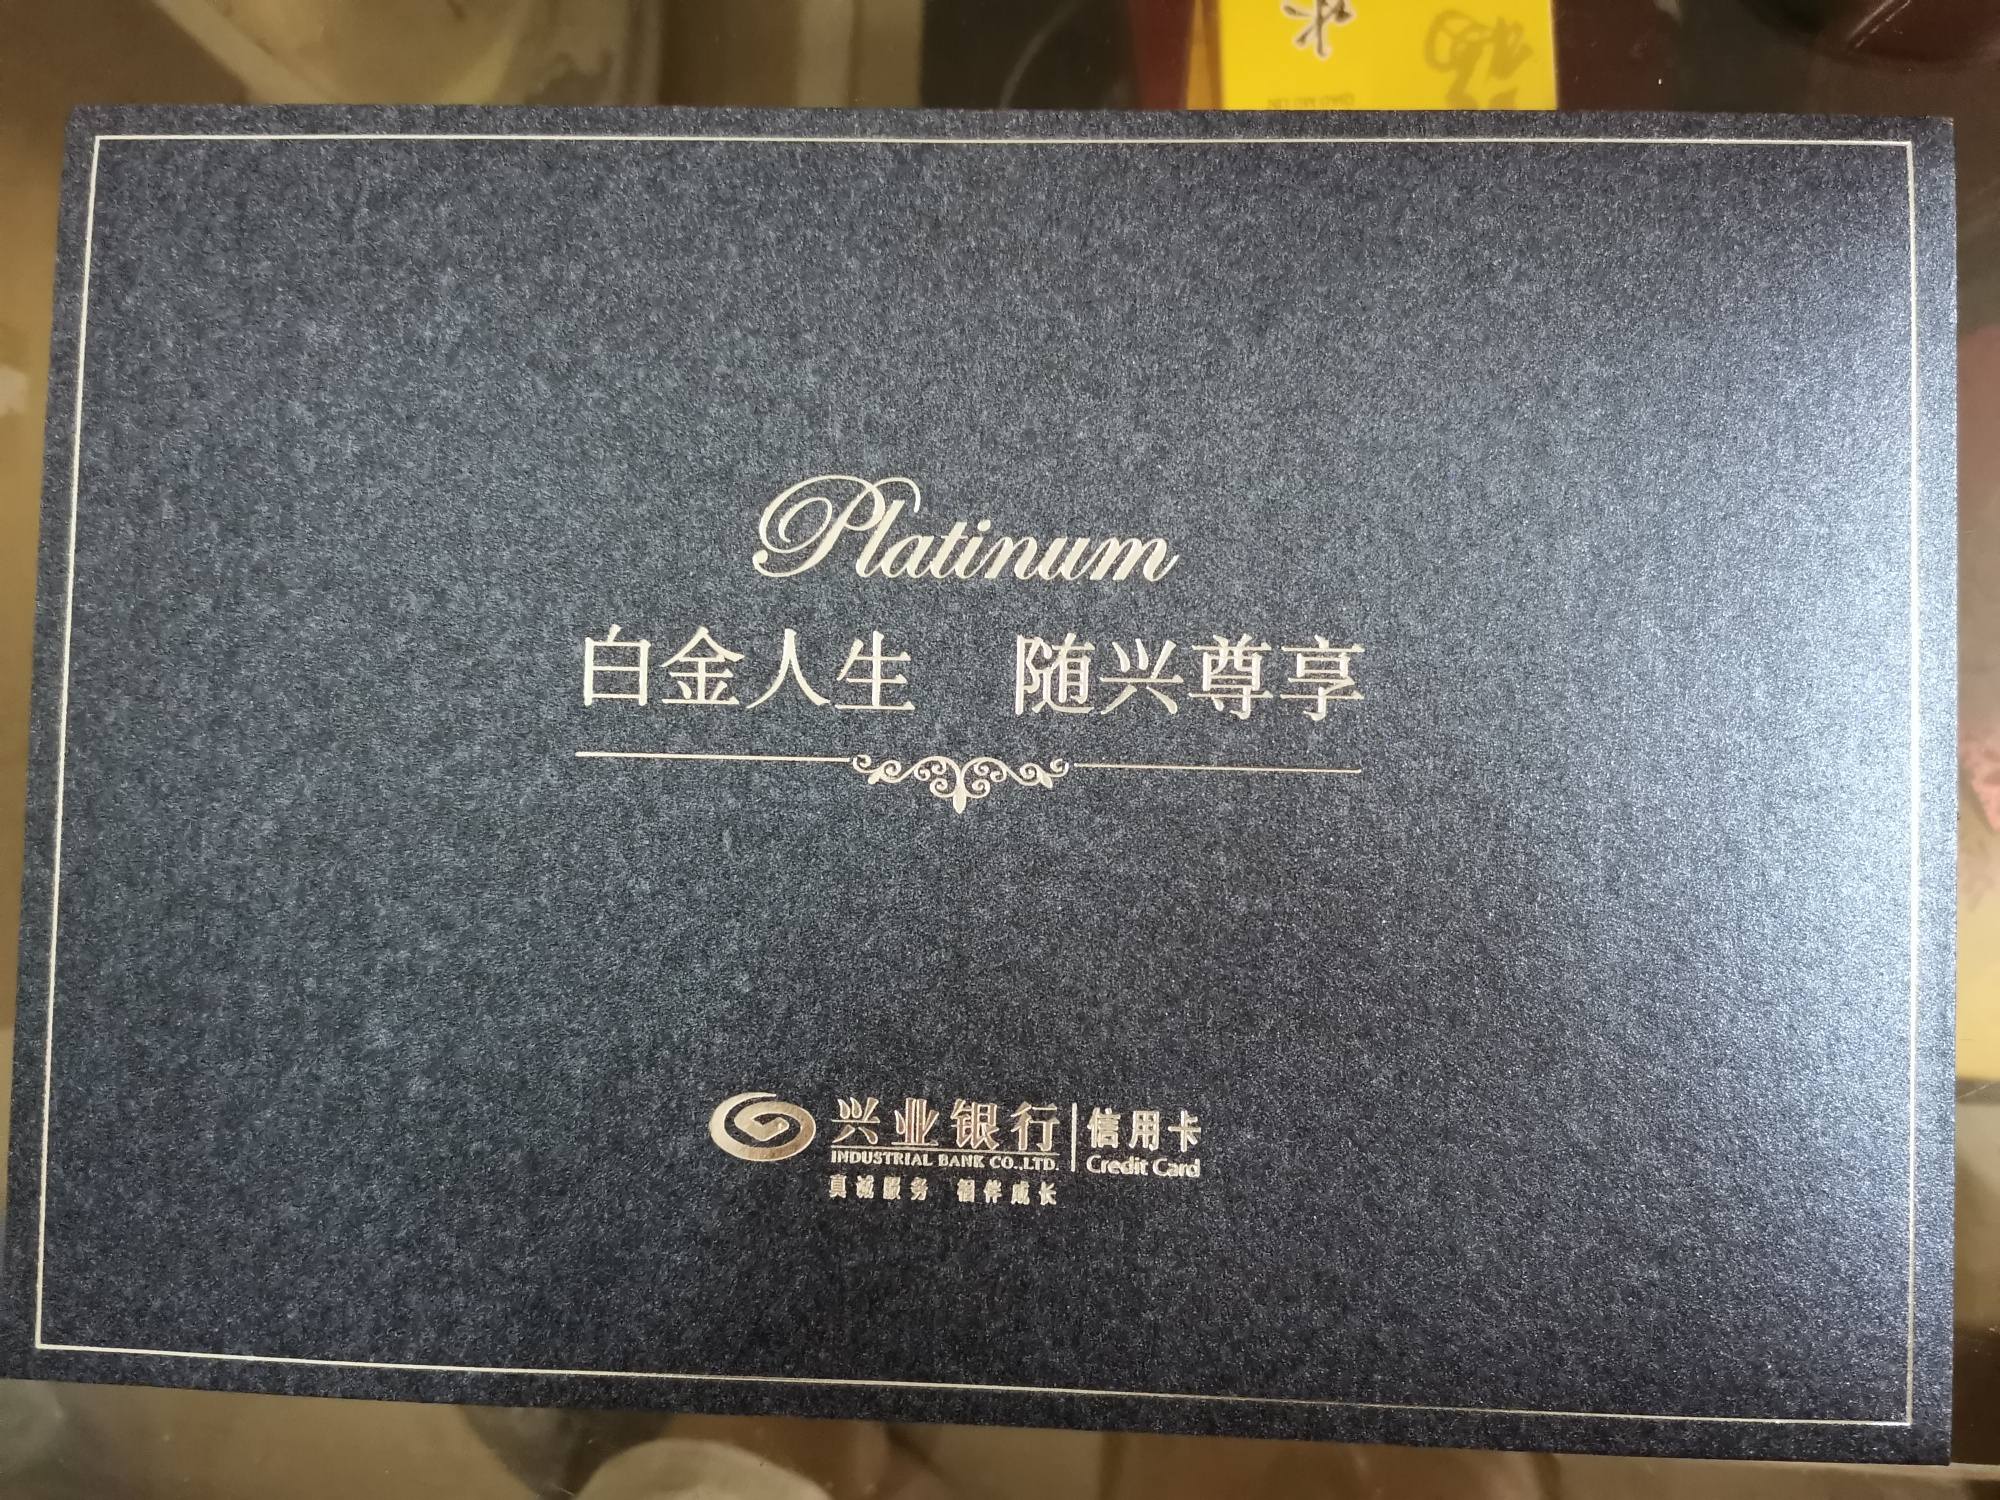 Platinum
白金人生 随兴尊享
兴业银行 信用卡
INDUSTRIAL BANK CO.,LTD. Credit Card
真诚服务 相伴成长